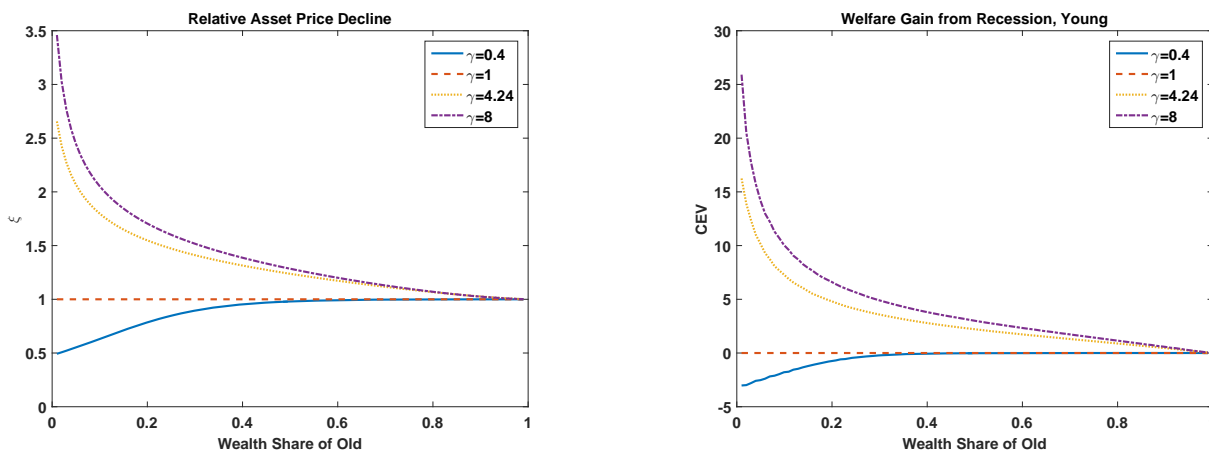 Relative Asset Price Decline
3.5
3
2.5
2
1.5
1
0.5
0
ξ
γ=0.4
γ=1
γ=4.24
γ=8
0 0.2 0.4 0.6 0.8 1
Wealth Share of Old
Welfare Gain from Recession, Young
30
25
20
15
10
5
0
-5
CEV
γ=0.4
γ=1
γ=4.24
γ=8
0 0.2 0.4 0.6 0.8
Wealth Share of Old